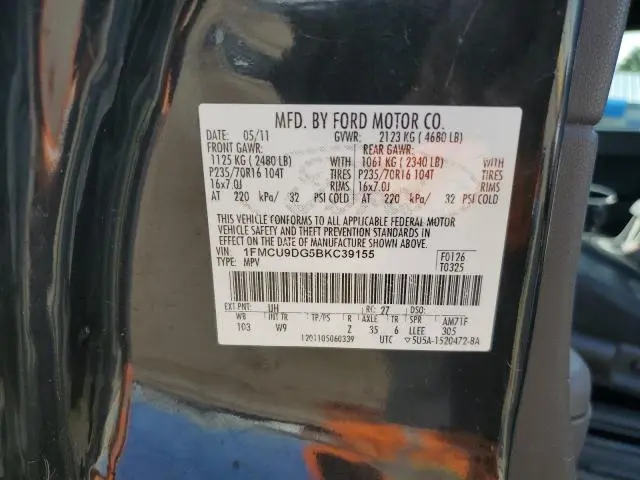 MFD. BY FORD MOTOR CO.
DATE: 05/11 GVWR: 2123 KG ( 4680 LB)
FRONT GAWR: REAR GAWR:
1125 KG ( 2480 LB) WITH 1061 KG ( 2340 LB) WITH
P235/70R16 104T TIRES P235/70R16 104T TIRES
16x7.0J RIMS 16x7.0J RIMS
AT 220 kPa/ 32 PSI COLD AT 220 kPa/ 32 PSI COLD
THIS VEHICLE CONFORMS TO ALL APPLICABLE FEDERAL MOTOR
VEHICLE SAFETY AND THEFT PREVENTION STANDARDS IN
EFFECT ON THE DATE OF MANUFACTURE SHOWN ABOVE.
VIN: 1FMCU9DG5BKC39155 F0126
TYPE: MPV T0325
EXT PNT: UH RC: 27 DSO:
WB INT TR TP/PS R AXLE TR SPR AM71F
103 W9 Z 35 6 LLEE 305
1201105060339 UTC ▽5U5A-1520472-BA